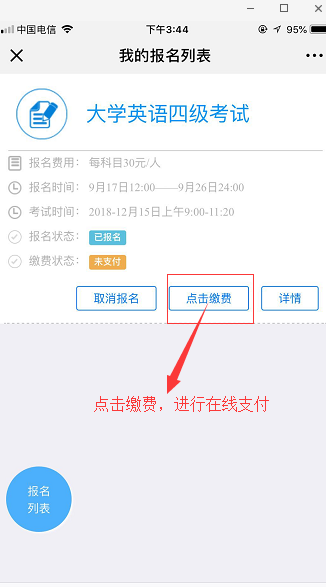 中国电信 下午3:44 95%
我的报名列表
大学英语四级考试
报名费用： 每科目30元/人
报名时间： 9月17日12:00——9月26日24:00
考试时间： 2018-12月15日上午9:00-11:20
报名状态： 已报名
缴费状态： 未支付
取消报名 点击缴费 详情
点击缴费，进行在线支付
报名
列表